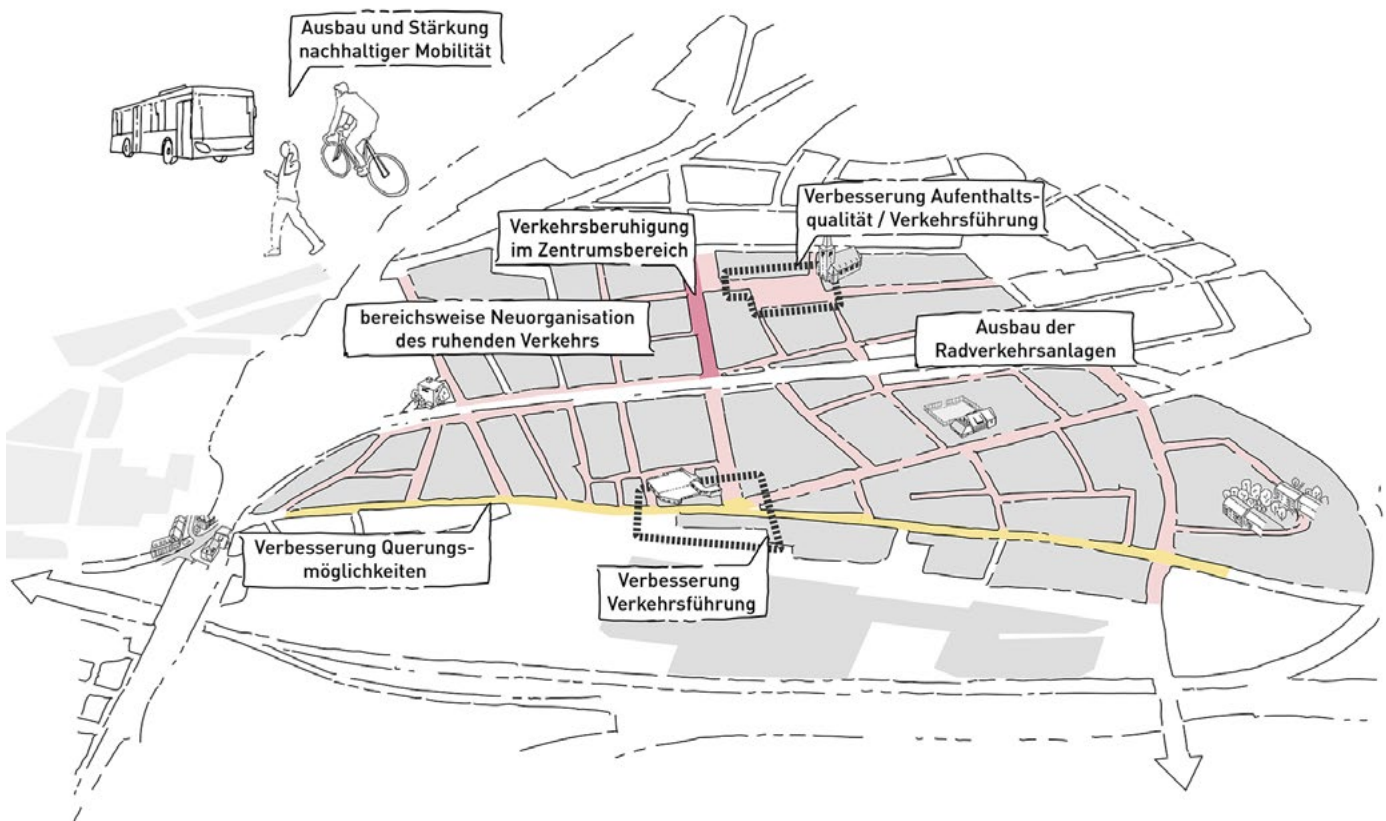 Ausbau und Stärkung
nachhaltiger Mobilität
Verbesserung Aufenthalts-
qualität / Verkehrsführung
Verkehrsberuhigung
im Zentrumsbereich
bereichsweise Neuorganisation
des ruhenden Verkehrs
Ausbau der
Radverkehrsanlagen
Verbesserung Querungs-
möglichkeiten
Verbesserung
Verkehrsführung